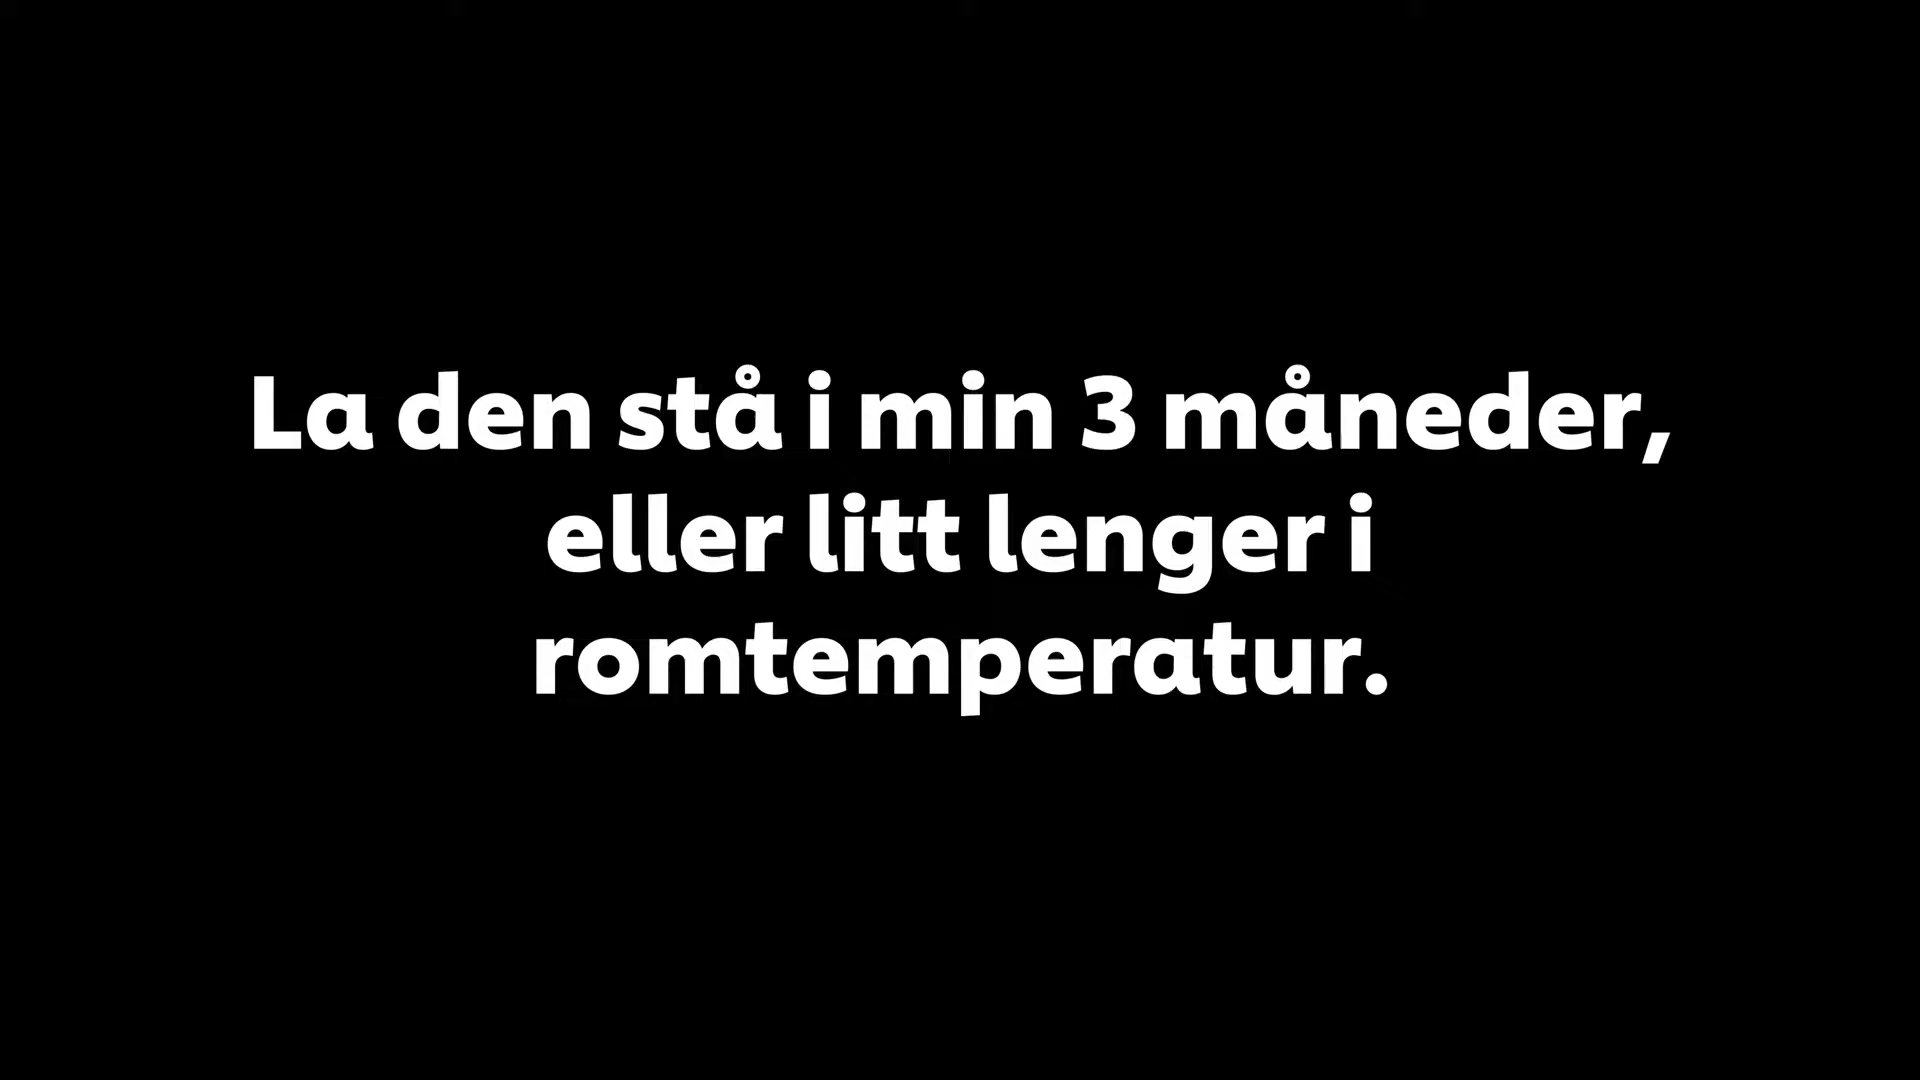 La den stå i min 3 måneder,
eller litt lenger i
romtemperatur.